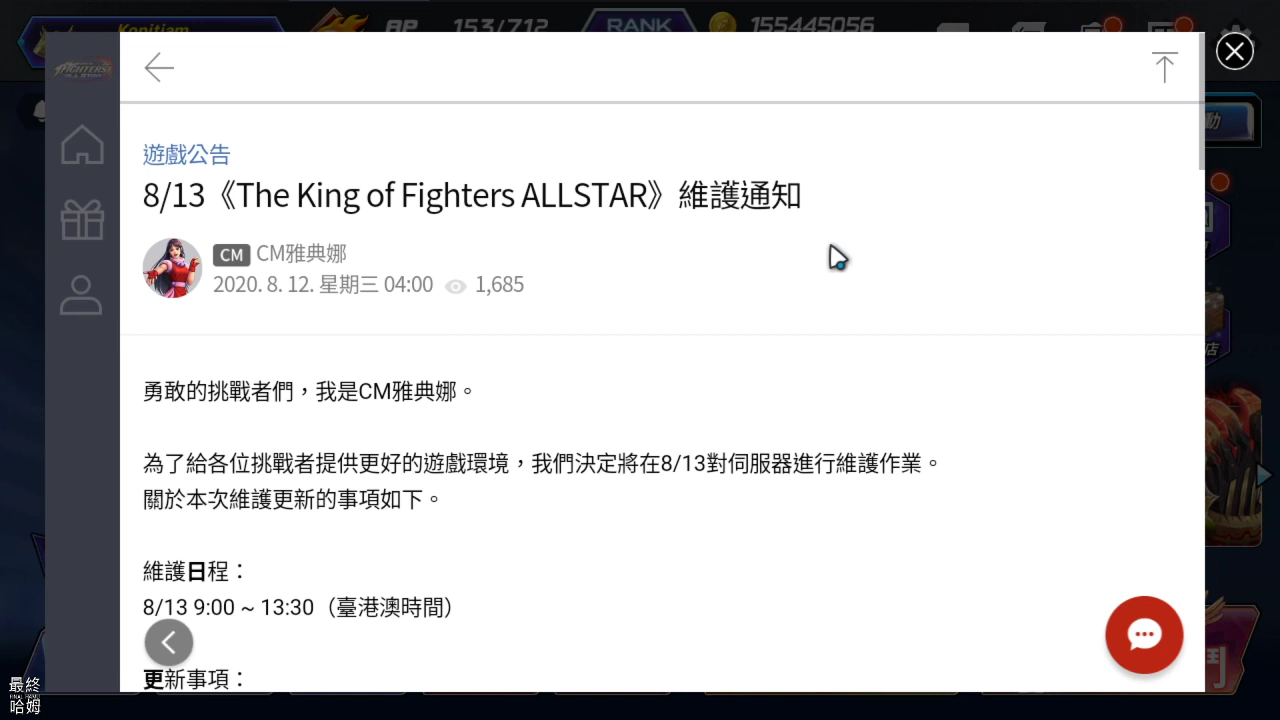 Konitiam
AP 153/712
RANK
155445056
遊戲公告
8/13《The King of Fighters ALLSTAR》維護通知
CM CM雅典娜
2020. 8. 12. 星期三 04:00 1,685
勇敢的挑戰者們，我是CM雅典娜。
為了給各位挑戰者提供更好的遊戲環境，我們決定將在8/13對伺服器進行維護作業。
關於本次維護更新的事項如下。
維護日程：
8/13 9:00 ~ 13:30（臺港澳時間）
更新事項：
動
店
鬥
最終
哈姆